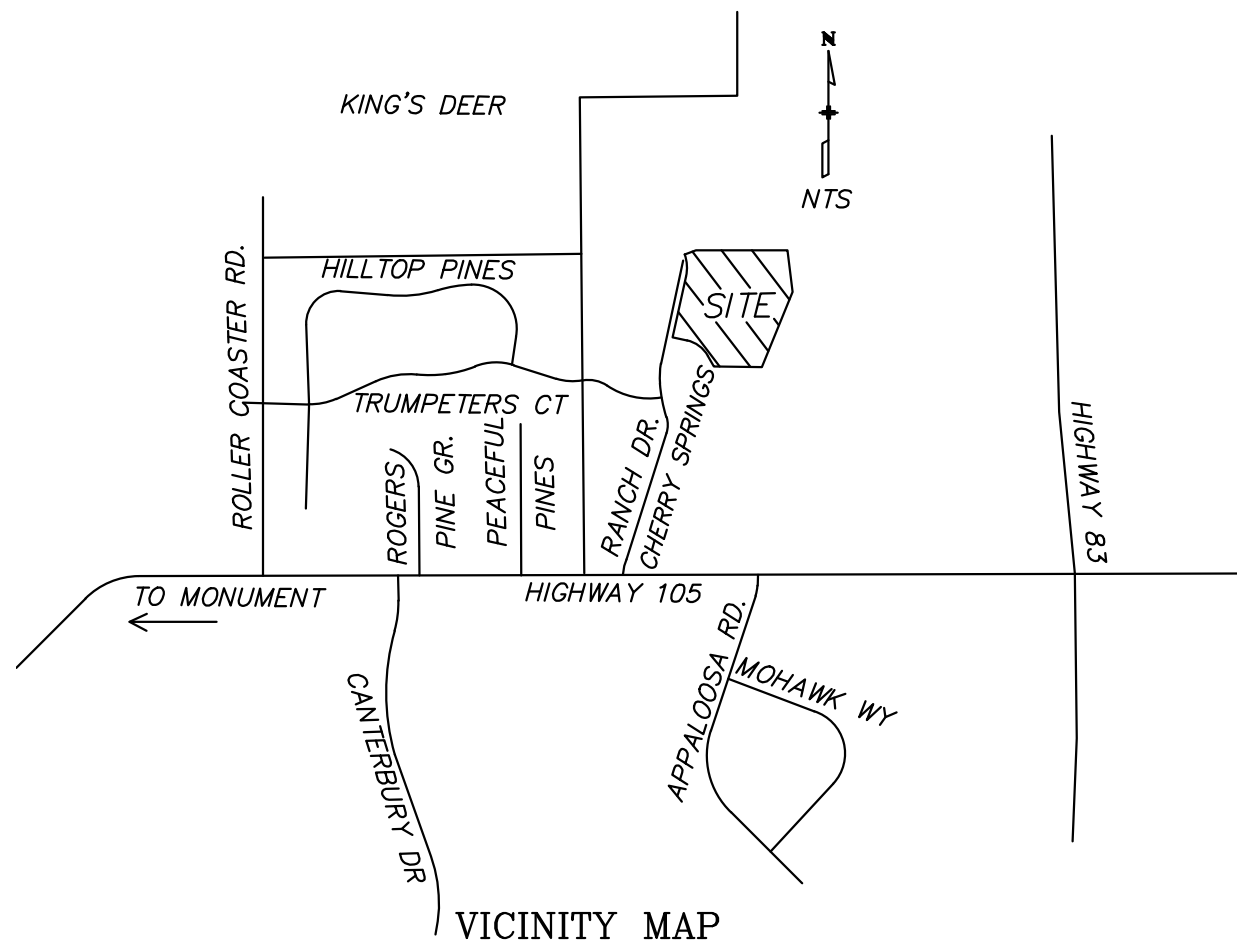 N
KING'S DEER
NTS
ROLLER COASTER RD.
HILLTOP PINES
SITE
TRUMPETERS CT
ROGERS
PINE GR.
PEACEFUL
PINES
RANCH DR.
CHERRY SPRINGS
HIGHWAY 83
TO MONUMENT
HIGHWAY 105
CANTERBURY DR
APPALOOSA RD.
MOHAWK WY
VICINITY MAP